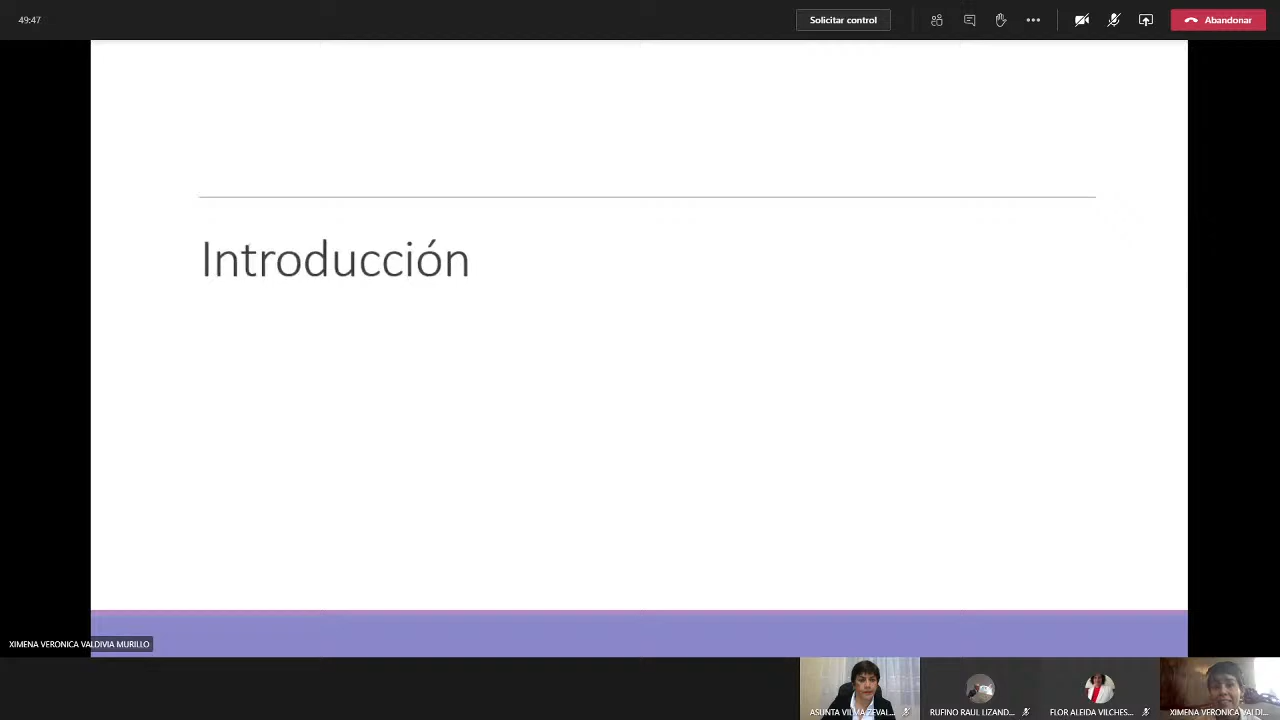 49:47
Solicitar control
Abandonar
Introducción
XIMENA VERONICA VALDIVIA MURILLO
ASUNTA VILMA ZEVAL...
RUFINO RAUL LIZAND...
FLOR ALEIDA VILCHES...
XIMENA VERONICA VALDI...